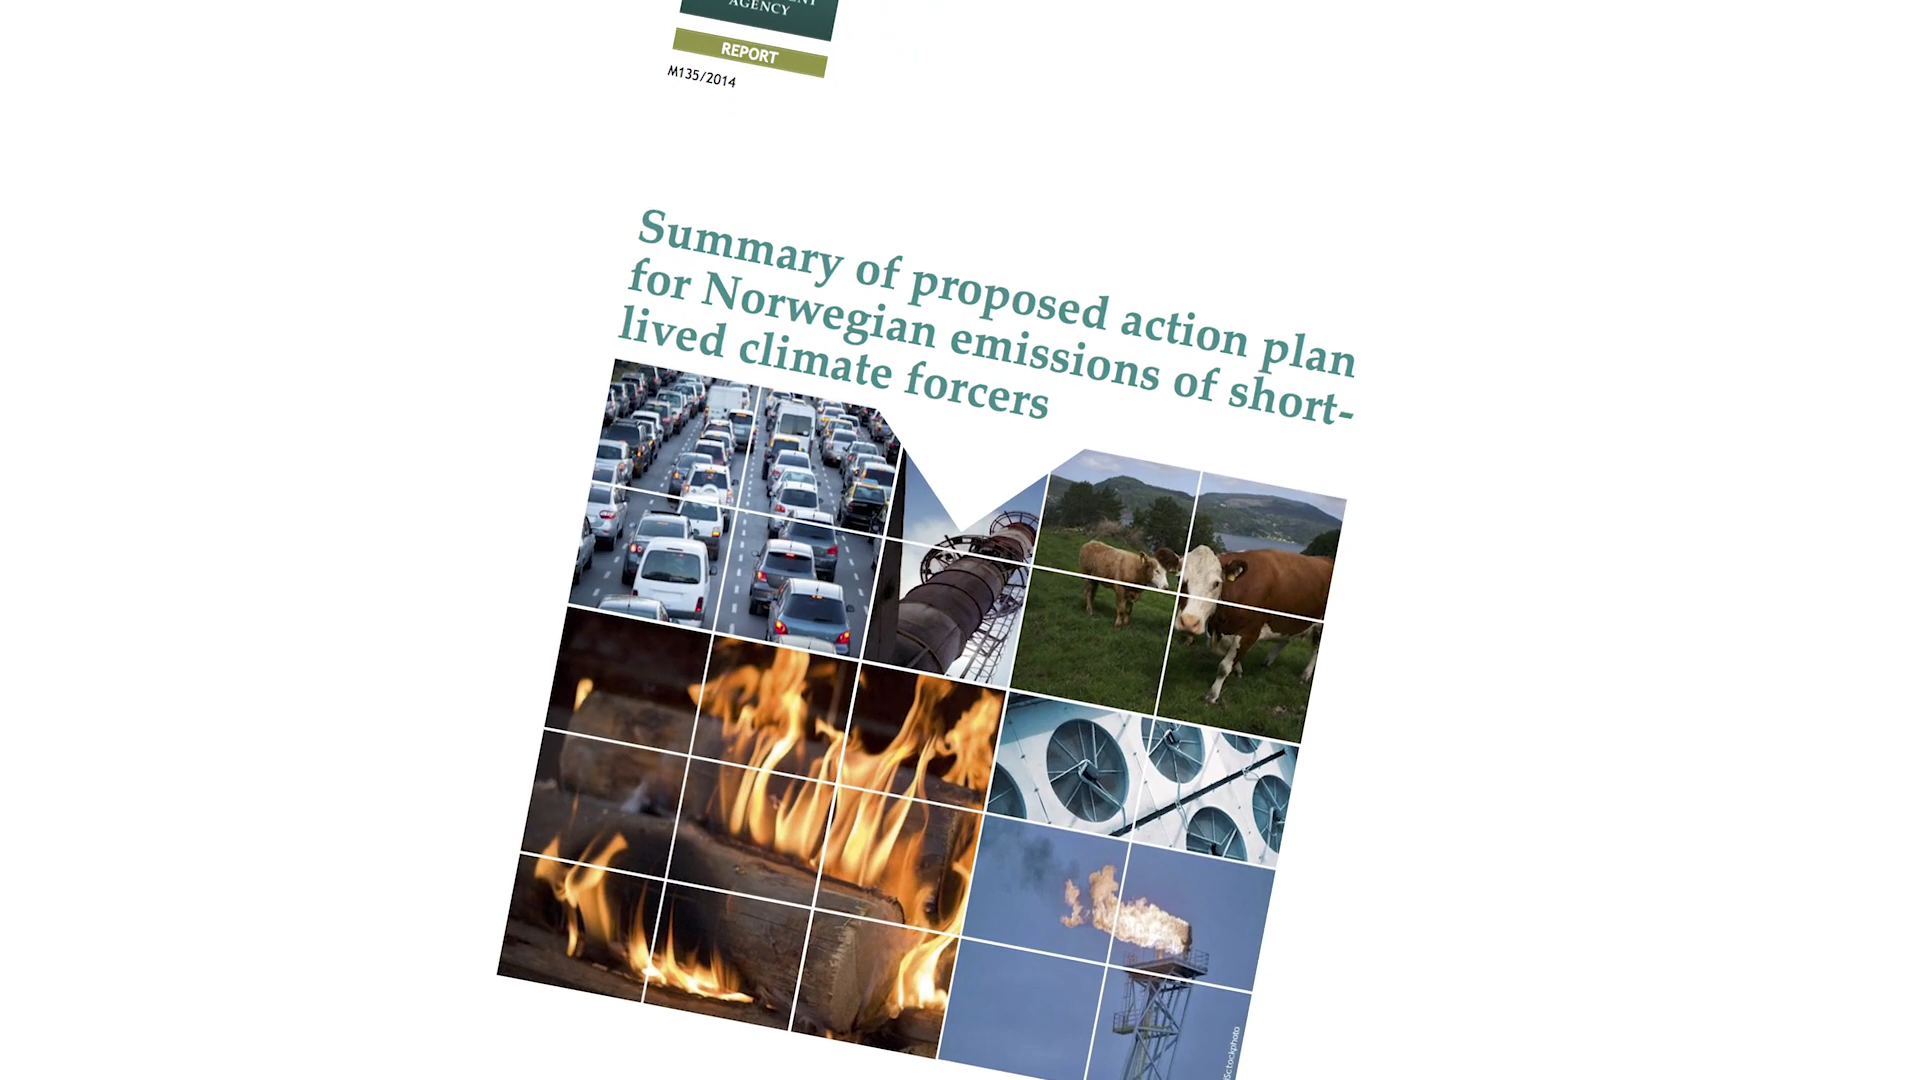 AGENCY
REPORT
M135/2014
Summary of proposed action plan
for Norwegian emissions of short-
lived climate forcers